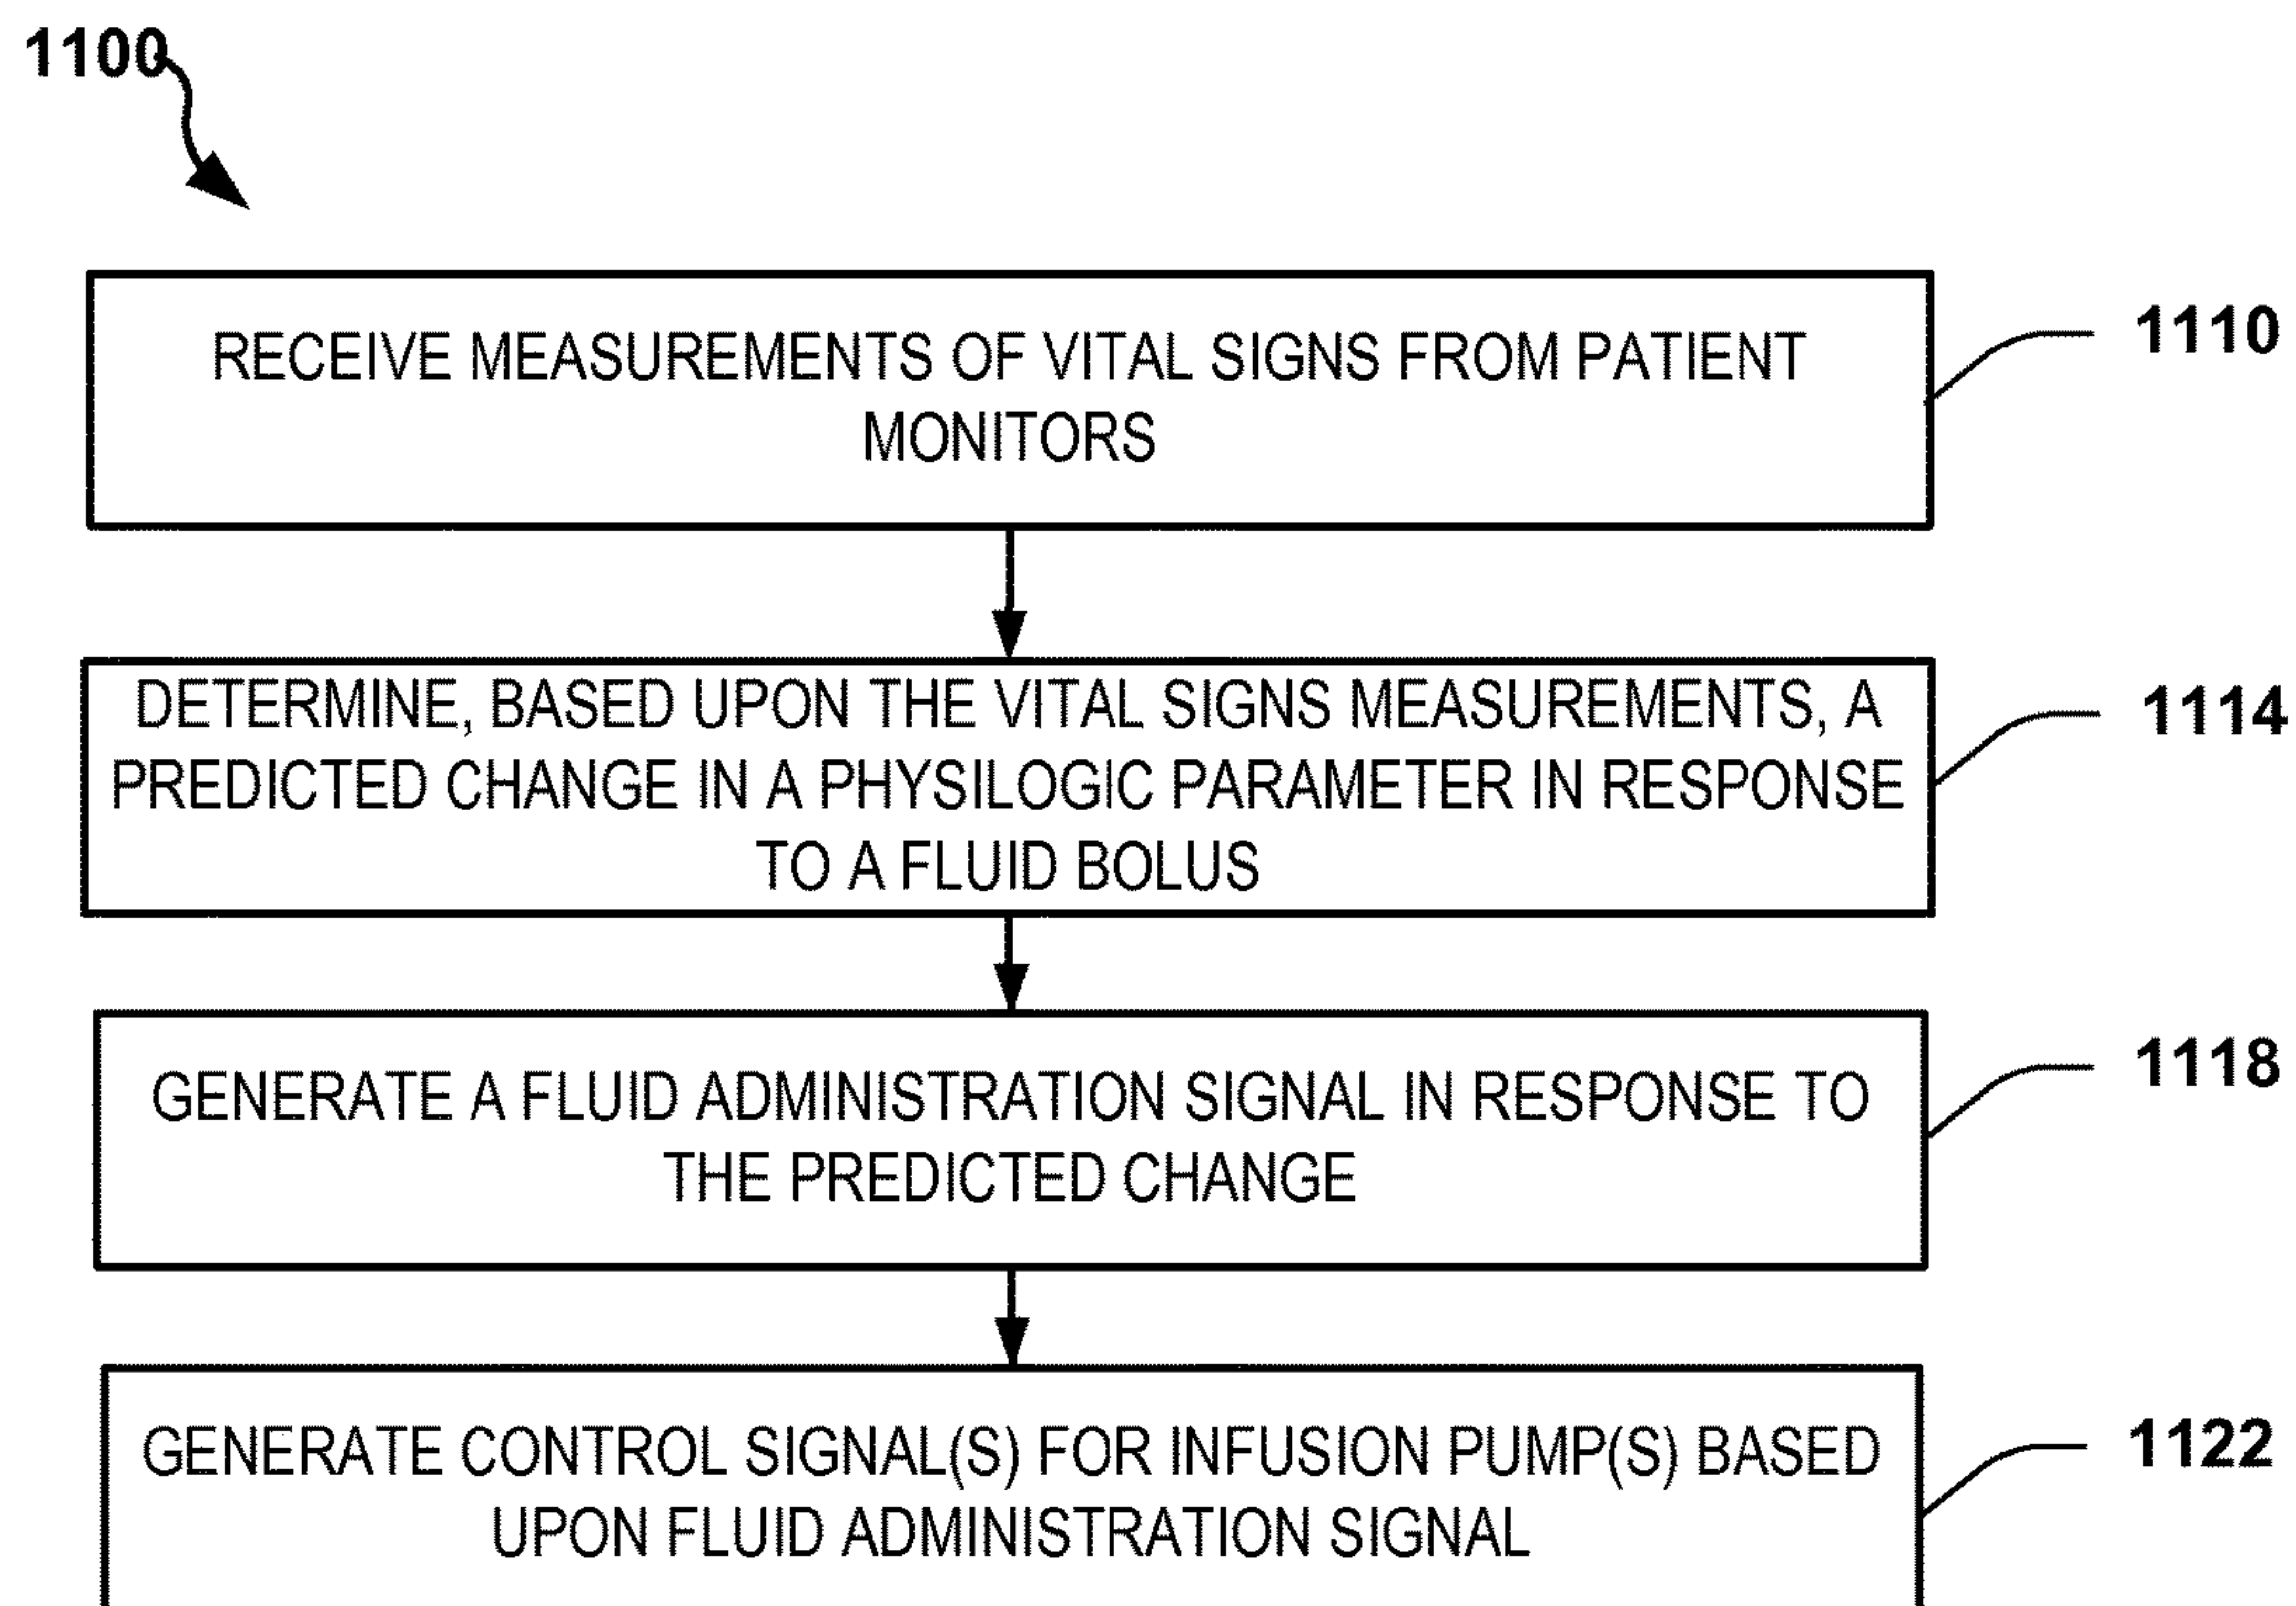 1100
RECEIVE MEASUREMENTS OF VITAL SIGNS FROM PATIENT
MONITORS
1110
DETERMINE, BASED UPON THE VITAL SIGNS MEASUREMENTS, A
PREDICTED CHANGE IN A PHYSILOGIC PARAMETER IN RESPONSE
TO A FLUID BOLUS
1114
GENERATE A FLUID ADMINISTRATION SIGNAL IN RESPONSE TO
THE PREDICTED CHANGE
1118
GENERATE CONTROL SIGNAL(S) FOR INFUSION PUMP(S) BASED
UPON FLUID ADMINISTRATION SIGNAL
1122